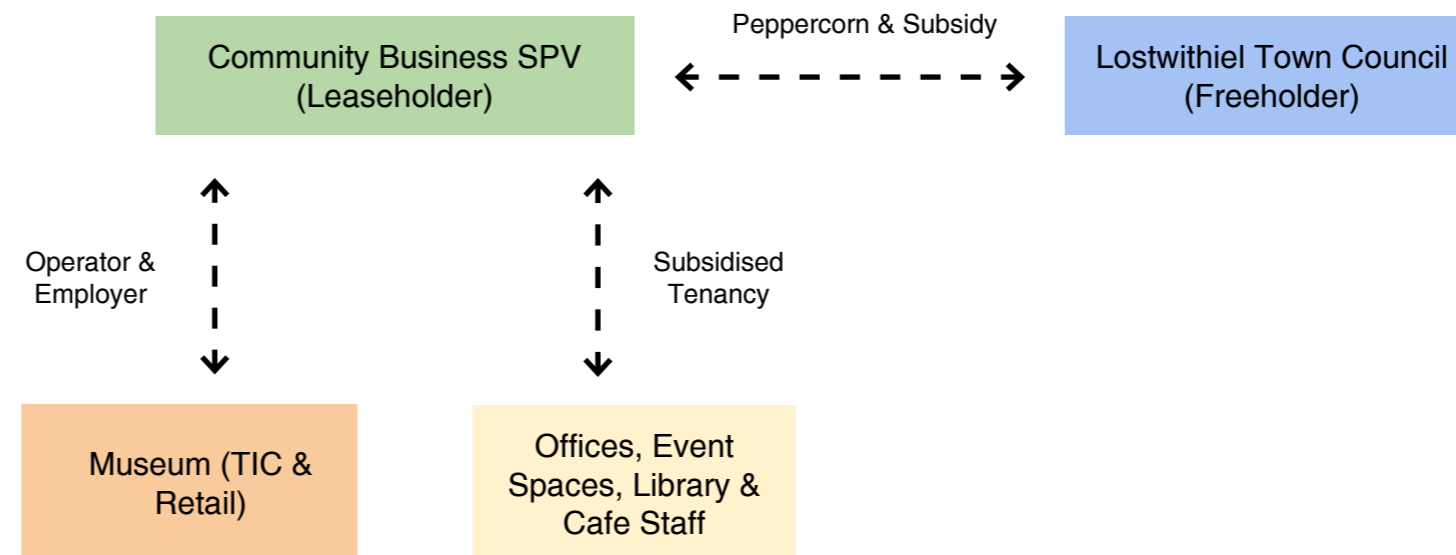 Peppercorn & Subsidy
Community Business SPV
(Leaseholder)
Lostwithiel Town Council
(Freeholder)
Operator &
Employer
Subsidised
Tenancy
Museum (TIC &
Retail)
Offices, Event
Spaces, Library &
Cafe Staff